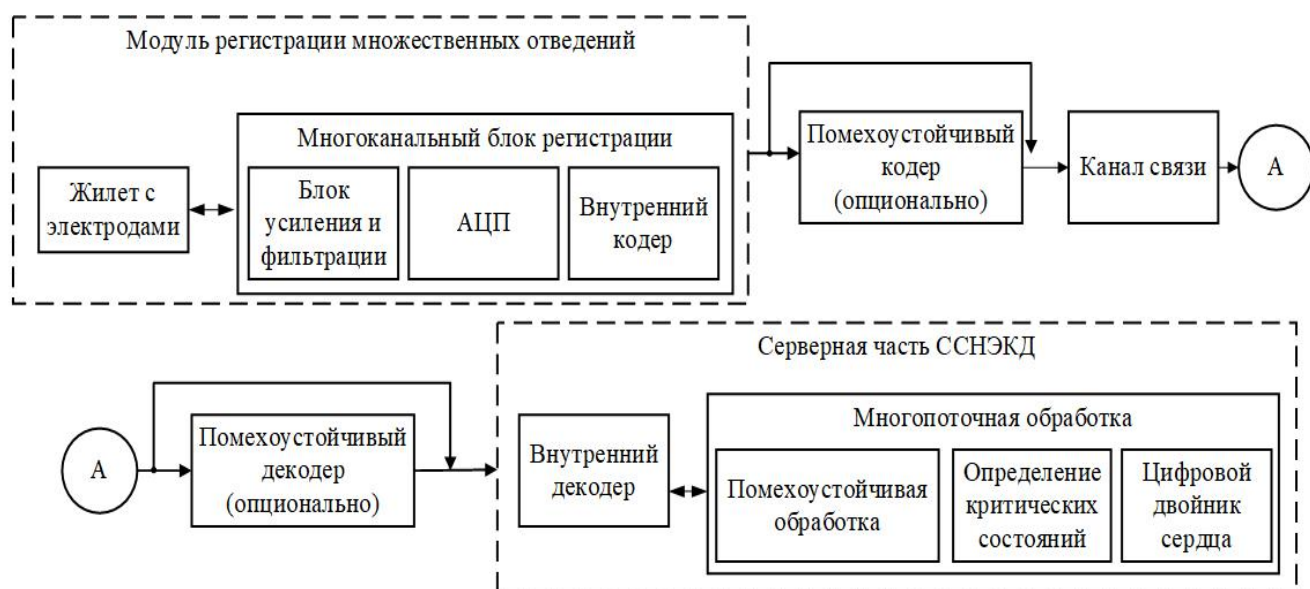 Модуль регистрации множественных отведений
Многоканальный блок регистрации
Жилет с
электродами
Блок
усиления и
фильтрации
АЦП
Внутренний
кодер
Помехоустойчивый
кодер
(опционально)
Канал связи
А
Серверная часть ССНЭКД
А
Помехоустойчивый
декодер
(опционально)
Внутренний
декодер
Многопоточная обработка
Помехоустойчивая
обработка
Определение
критических
состояний
Цифровой
двойник
сердца